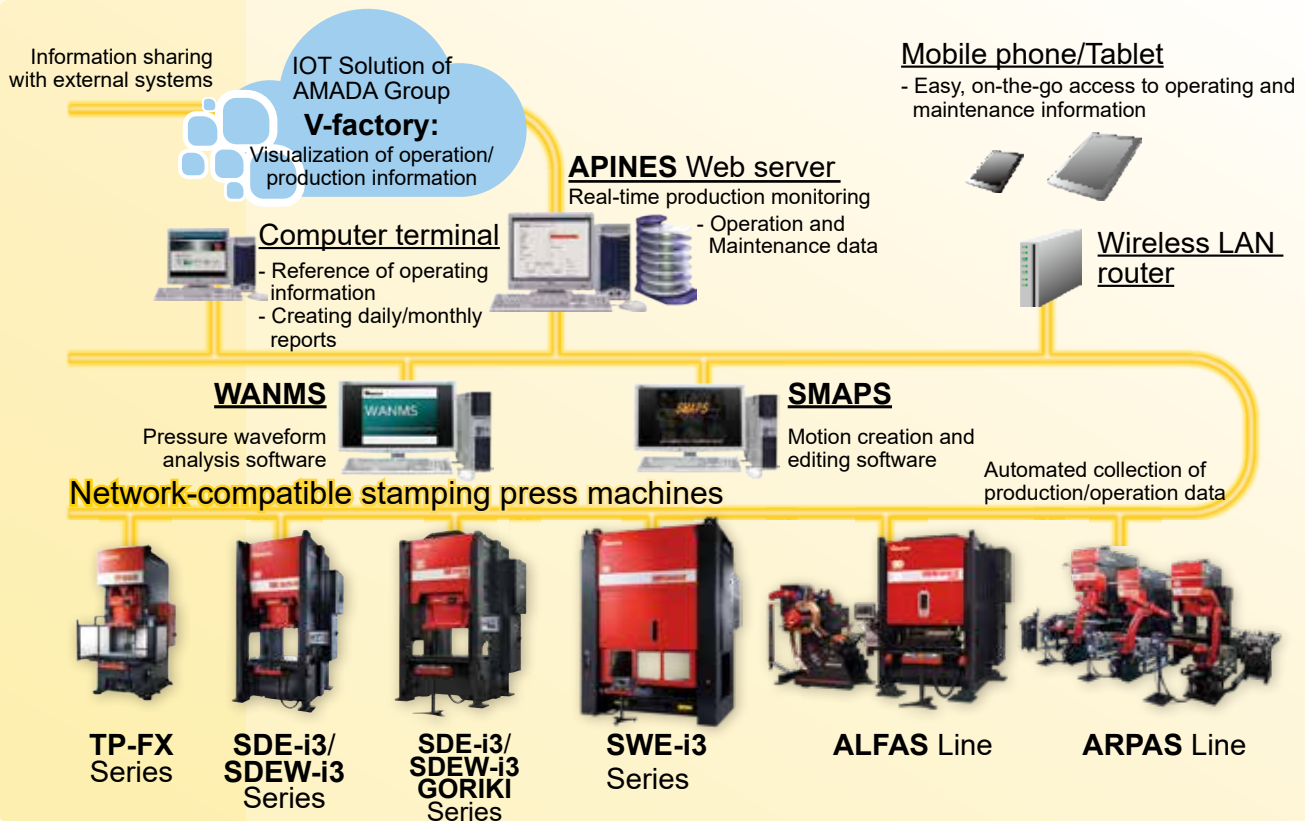 Information sharing
with external systems
IOT Solution of
AMADA Group
V-factory:
Visualization of operation/
production information
Mobile phone/Tablet
- Easy, on-the-go access to operating and
maintenance information
APINES Web server
Real-time production monitoring
- Operation and
Maintenance data
Computer terminal
- Reference of operating
information
- Creating daily/monthly
reports
Wireless LAN
router
WANMS
Pressure waveform
analysis software
WANMS
SMAPS
SMAPS
Motion creation and
editing software
Automated collection of
production/operation data
Network-compatible stamping press machines
TP-FX
Series
SDE-i3/
SDEW-i3
Series
SDE-i3/
SDEW-i3
GORIKI
Series
SWE-i3
Series
ALFAS Line
ARPAS Line